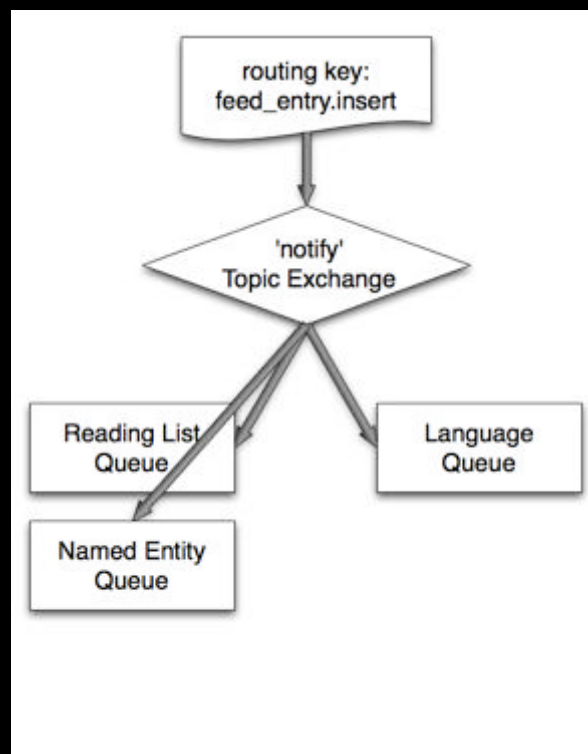 routing key:
feed_entry.insert
'notify'
Topic Exchange
Reading List
Queue
Language
Queue
Named Entity
Queue